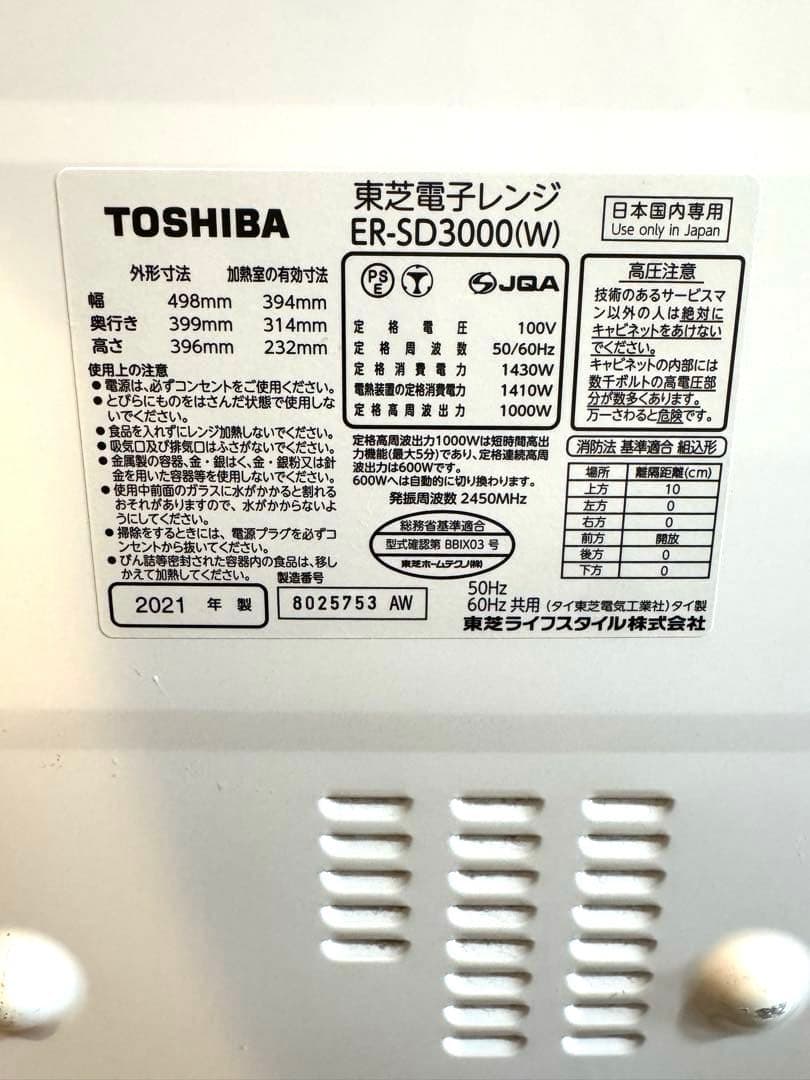 TOSHIBA
東芝電子レンジ
ER-SD3000(W)
日本国内専用
Use only in Japan
外形寸法 加熱室の有効寸法
幅 498mm 394mm
奥行き 399mm 314mm
高さ 396mm 232mm
使用上の注意
●電源は、必ずコンセントをご使用ください。
●とびらにものをはさんだ状態で使用しな
いでください。
●食品を入れずにレンジ加熱しないでください。
●吸気口及び排気口はふさがないでください。
●金属製の容器、金・銀はく、金・銀粉又は針
金を用いた容器等を使用しないでください。
●使用中前面のガラスに水がかかると割れる
おそれがありますので、水がかからないよ
うにしてください。
●掃除をするときには、電源プラグを必ずコ
ンセントから抜いてください。
●びん詰等密封された容器内の食品は、移し
かえて加熱してください。
製造番号
2021 年 製
8025753 AW
PS
E
JQA
定格電圧 100V
定格周波数 50/60Hz
定格消費電力 1430W
電熱装置の定格消費電力 1410W
定格高周波出力 1000W
定格高周波出力1000Wは短時間高出
力機能(最大5分)であり、定格連続高周
波出力は600Wです。
600Wへは自動的に切り換わります。
発振周波数 2450MHz
総務省基準適合
型式確認第 BBIX03 号
東芝ホームテクノ(株)
高圧注意
技術のあるサービスマ
ン以外の人は絶対に
キャビネットをあけない
でください。
キャビネットの内部には
数千ボルトの高電圧部
分が数多くあります。
万一さわると危険です。
消防法 基準適合 組込形
場所 離隔距離(cm)
上方 10
左方 0
右方 0
前方 開放
後方 0
下方 0
50Hz
60Hz 共用 (タイ東芝電気工業社)タイ製
東芝ライフスタイル株式会社